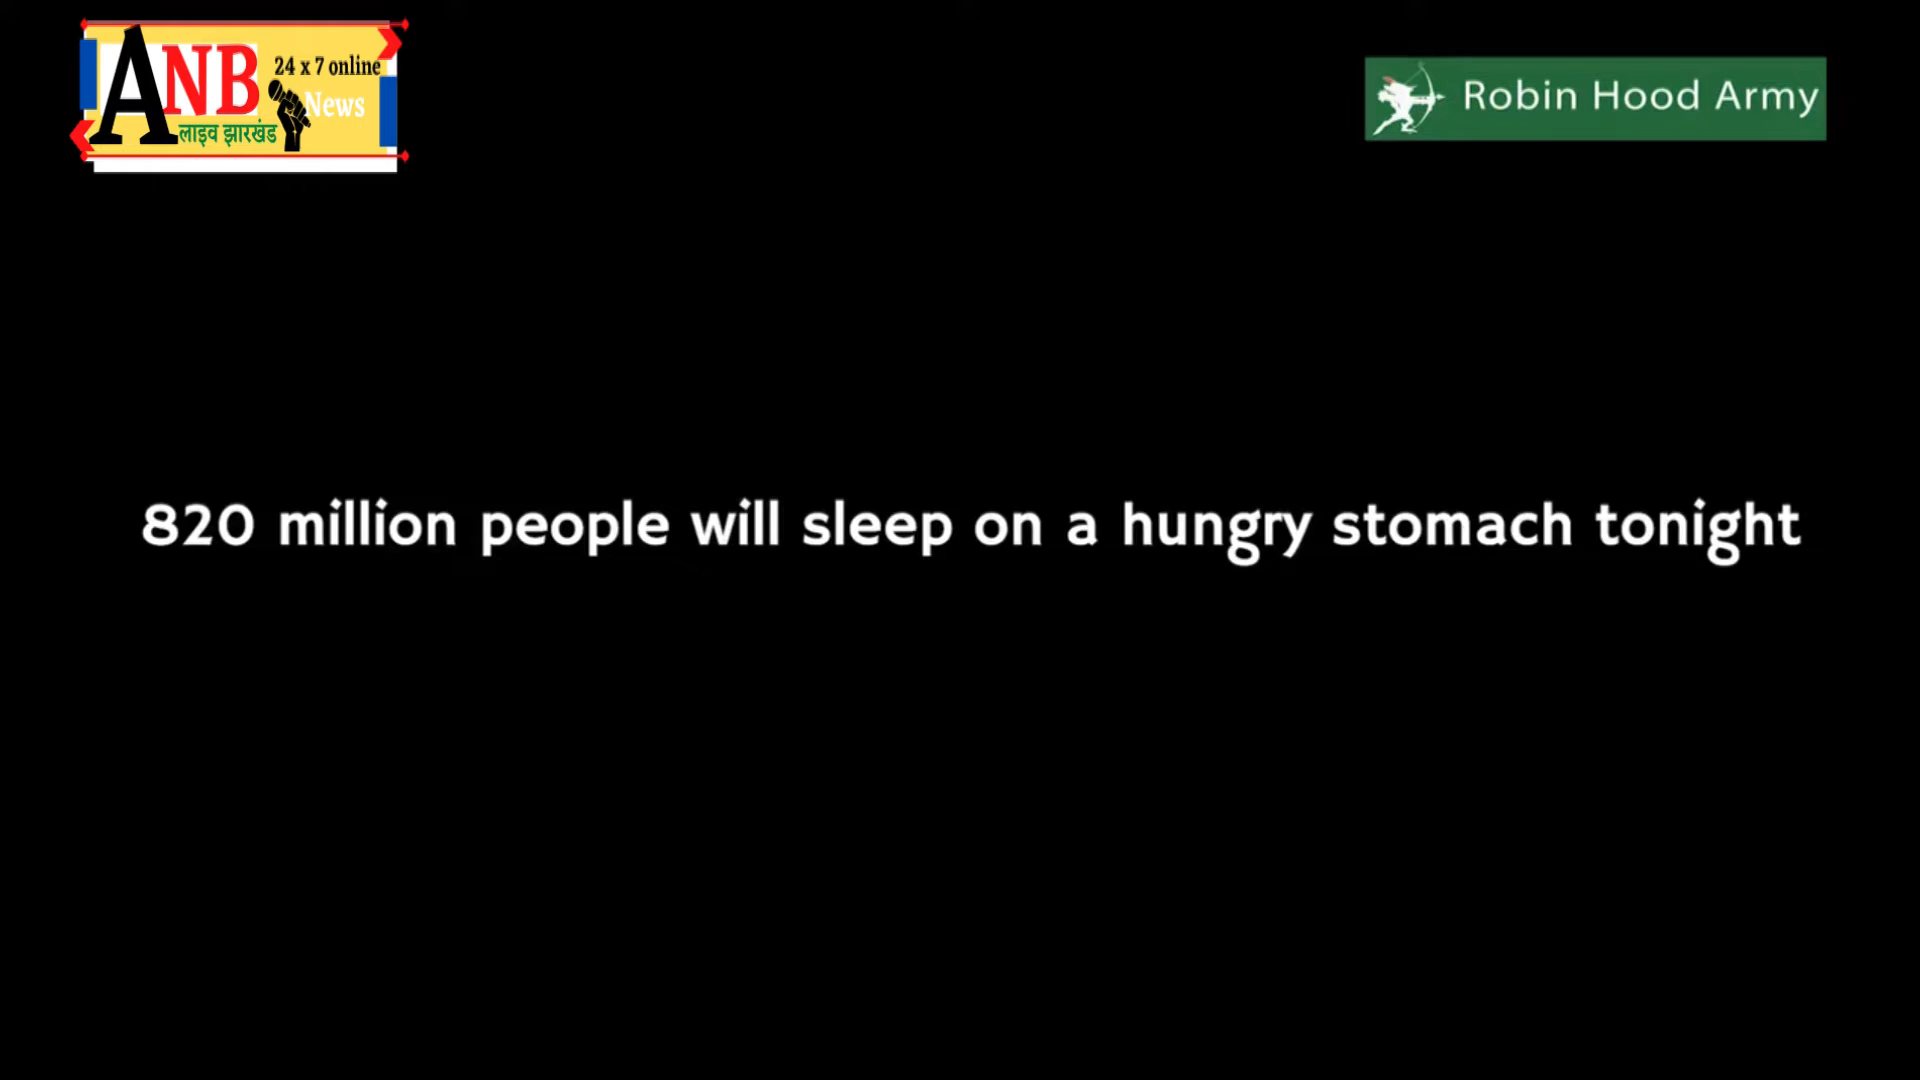 ANB
24 x 7 online
News
लाइव झारखंड
Robin Hood Army
820 million people will sleep on a hungry stomach tonight